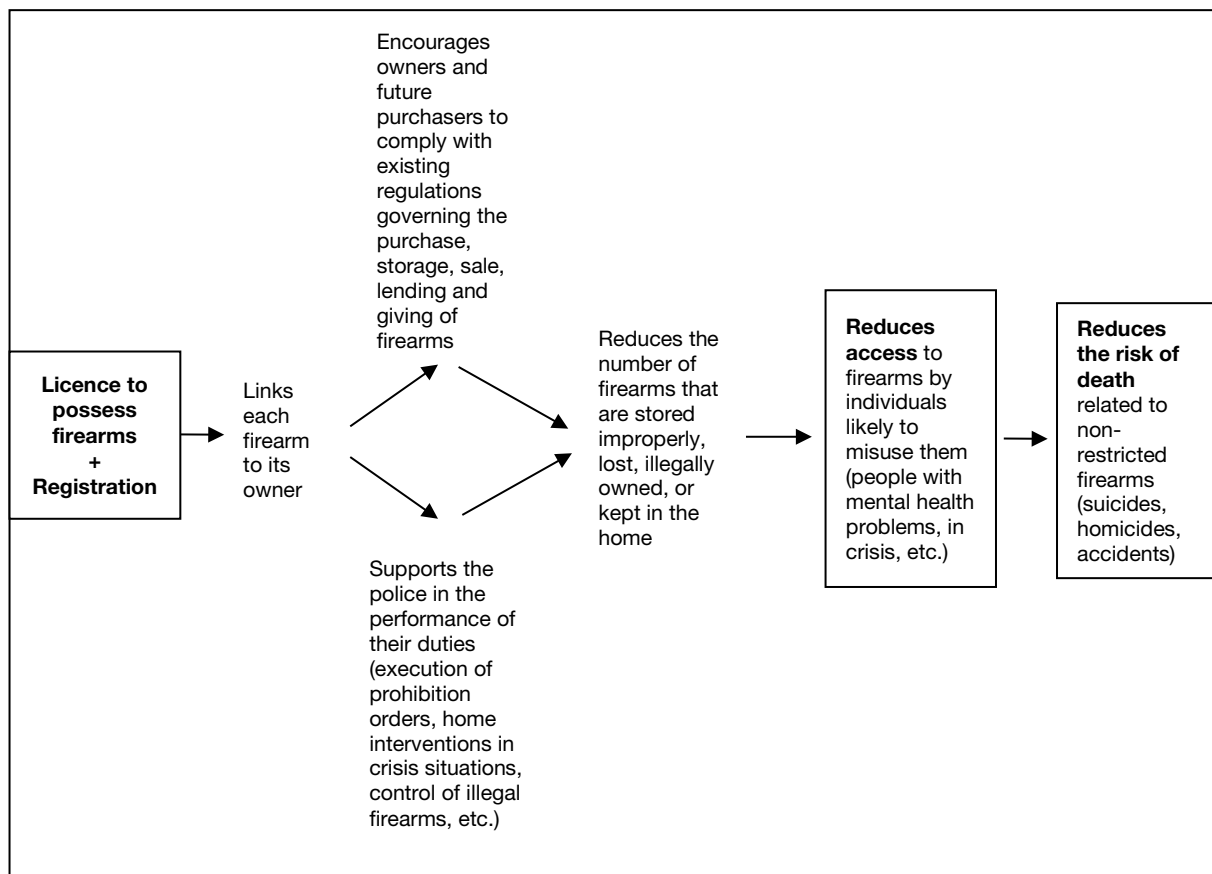 Licence to
possess
firearms
+
Registration
Links
each
firearm
to its
owner
Encourages
owners and
future
purchasers to
comply with
existing
regulations
governing the
purchase,
storage, sale,
lending and
giving of
firearms
Supports the
police in the
performance of
their duties
(execution of
prohibition
orders, home
interventions in
crisis situations,
control of illegal
firearms, etc.)
Reduces the
number of
firearms that
are stored
improperly,
lost, illegally
owned, or
kept in the
home
Reduces
access to
firearms by
individuals
likely to
misuse them
(people with
mental health
problems, in
crisis, etc.)
Reduces
the risk of
death
related to
non-
restricted
firearms
(suicides,
homicides,
accidents)